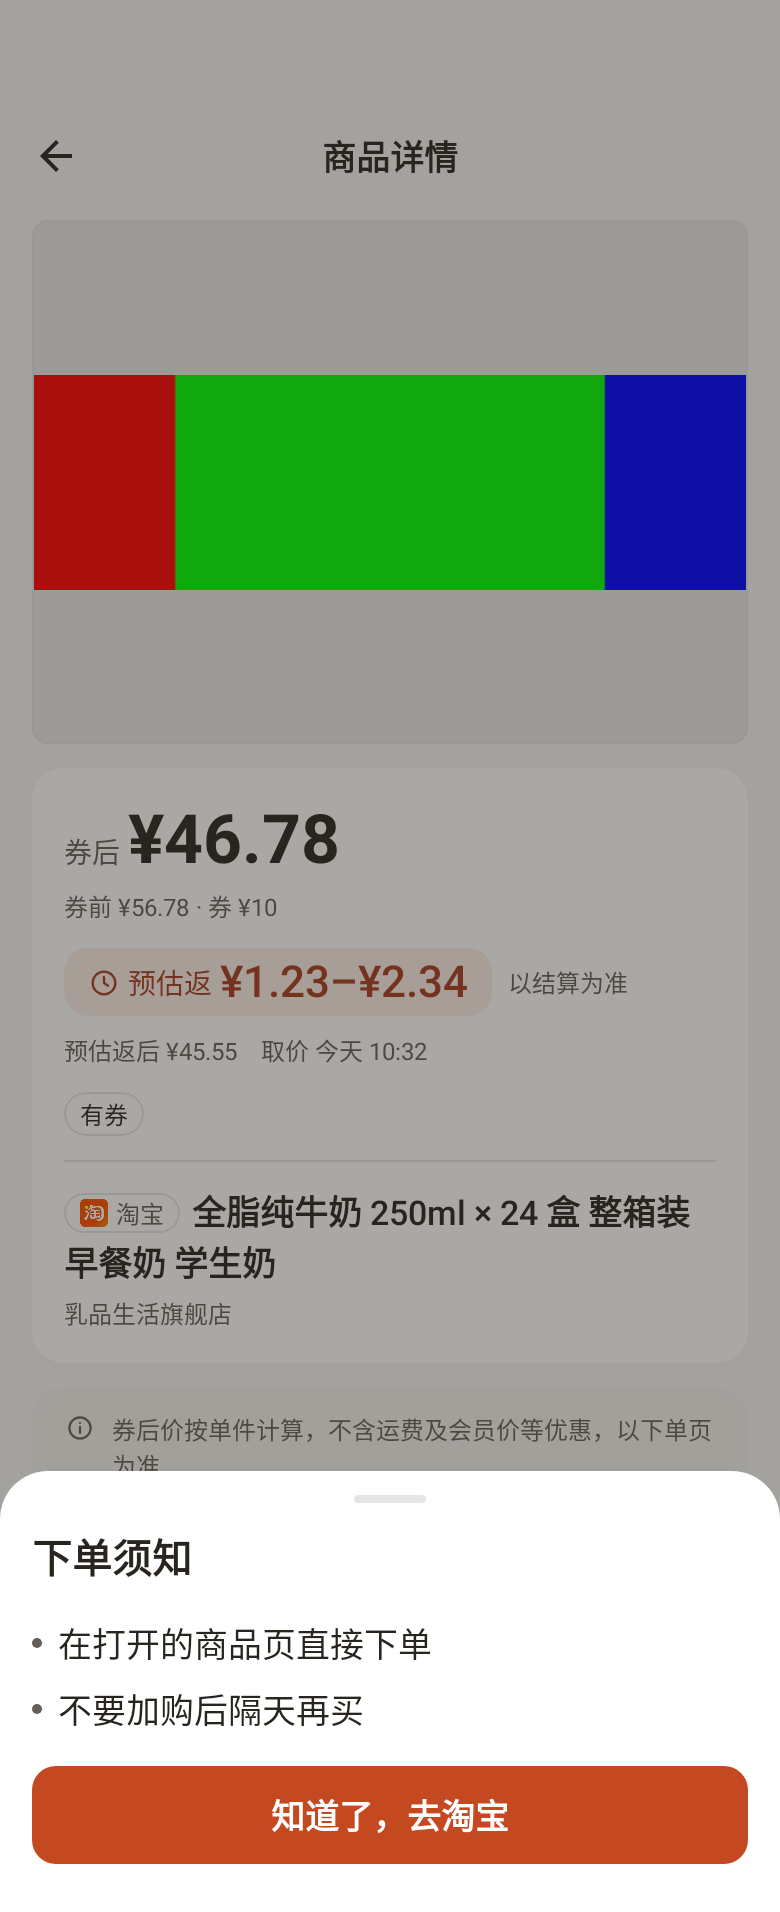 商品详情
券后 ¥46.78
券前 ¥56.78 · 券 ¥10
预估返 ¥1.23–¥2.34 以结算为准
预估返后 ¥45.55 取价 今天 10:32
有券
淘 淘宝 全脂纯牛奶 250ml × 24 盒 整箱装
早餐奶 学生奶
乳品生活旗舰店
券后价按单件计算，不含运费及会员价等优惠，以下单页
为准
下单须知
• 在打开的商品页直接下单
• 不要加购后隔天再买
知道了，去淘宝